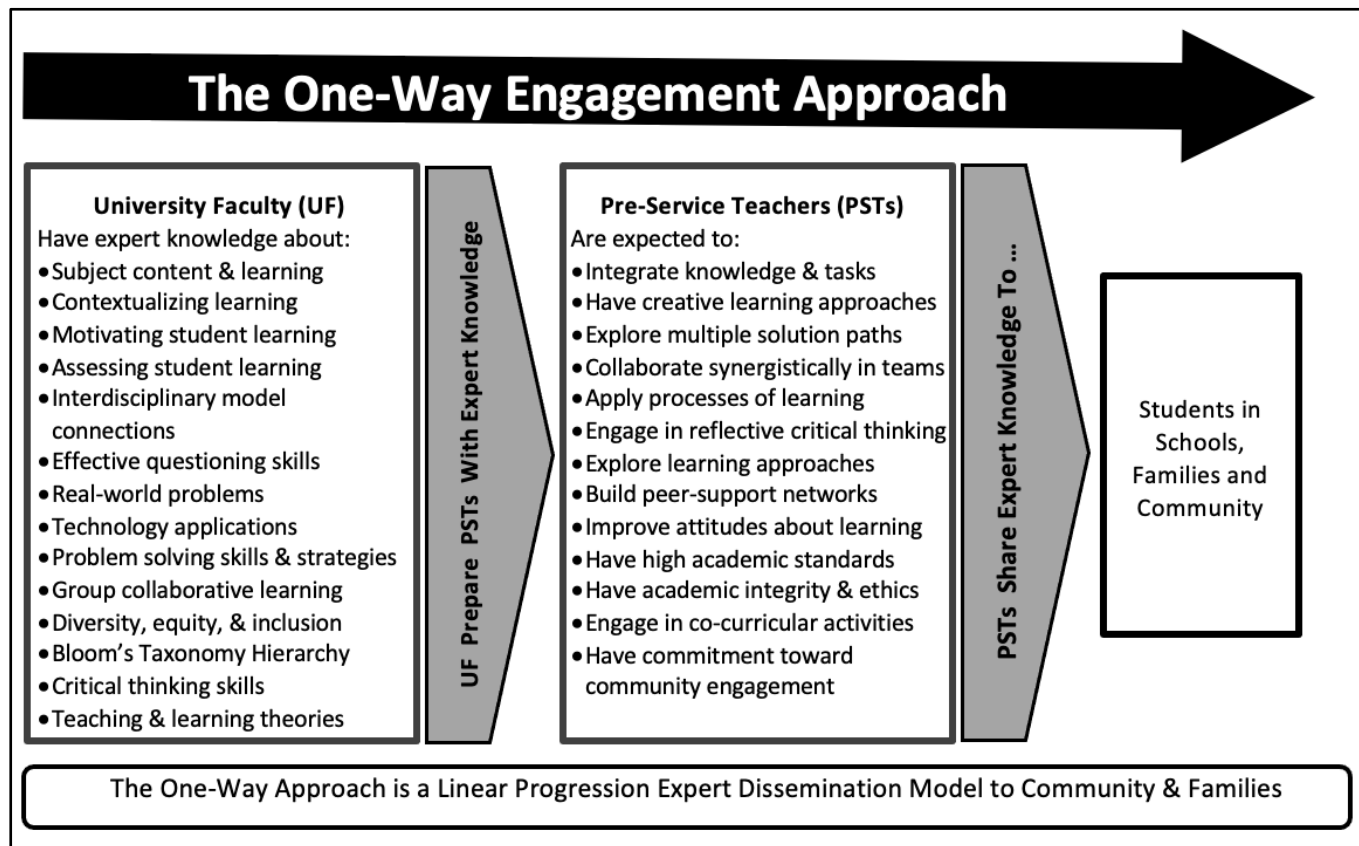 The One-Way Engagement Approach
University Faculty (UF)
Have expert knowledge about:
•Subject content & learning
•Contextualizing learning
•Motivating student learning
•Assessing student learning
•Interdisciplinary model
connections
•Effective questioning skills
•Real-world problems
•Technology applications
•Problem solving skills & strategies
•Group collaborative learning
•Diversity, equity, & inclusion
•Bloom’s Taxonomy Hierarchy
•Critical thinking skills
•Teaching & learning theories
UF Prepare PSTs With Expert Knowledge
Pre-Service Teachers (PSTs)
Are expected to:
•Integrate knowledge & tasks
•Have creative learning approaches
•Explore multiple solution paths
•Collaborate synergistically in teams
•Apply processes of learning
•Engage in reflective critical thinking
•Explore learning approaches
•Build peer-support networks
•Improve attitudes about learning
•Have high academic standards
•Have academic integrity & ethics
•Engage in co-curricular activities
•Have commitment toward
community engagement
PSTs Share Expert Knowledge To ...
Students in
Schools,
Families and
Community
The One-Way Approach is a Linear Progression Expert Dissemination Model to Community & Families